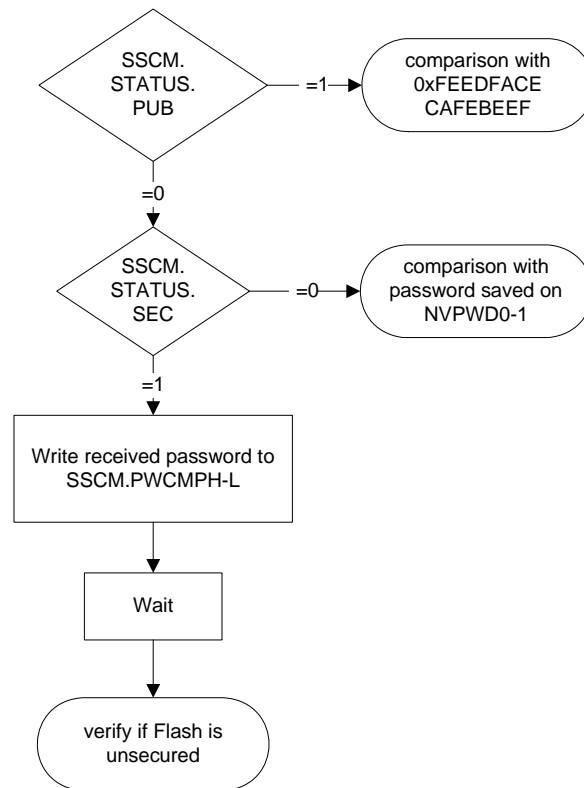 SSCM.
STATUS.
PUB
=1
comparison with
0xFEEDFACE
CAFEBEEF
=0
SSCM.
STATUS.
SEC
=0
comparison with
password saved on
NVPWD0-1
=1
Write received password to
SSCM.PWCMPH-L
Wait
verify if Flash is
unsecured